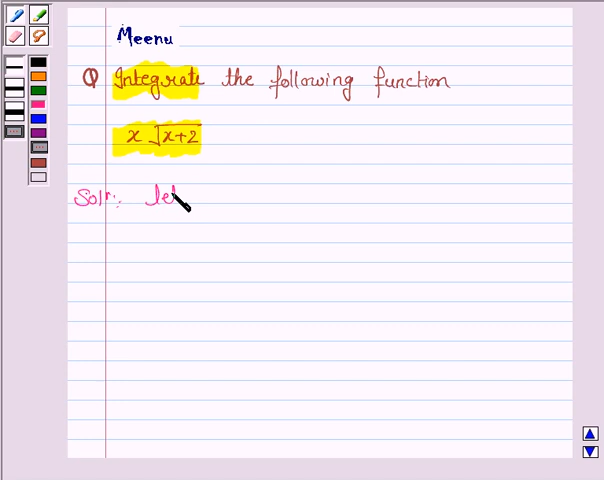 Meenu
Q Integrate the following function
x √x+2
Soln: let